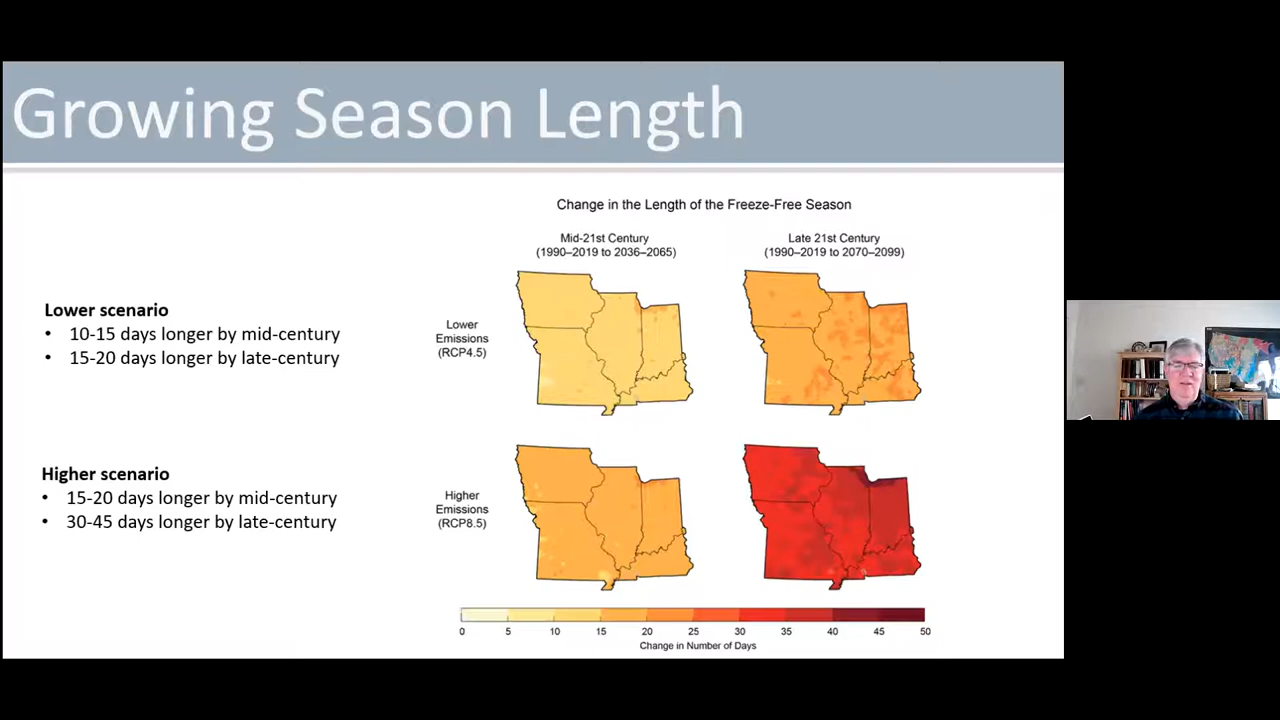 Growing Season Length
Lower scenario
• 10-15 days longer by mid-century
• 15-20 days longer by late-century
Higher scenario
• 15-20 days longer by mid-century
• 30-45 days longer by late-century
Change in the Length of the Freeze-Free Season
Mid-21st Century
(1990–2019 to 2036–2065)
Late 21st Century
(1990–2019 to 2070–2099)
Lower
Emissions
(RCP4.5)
Higher
Emissions
(RCP8.5)
0 5 10 15 20 25 30 35 40 45 50
Change in Number of Days